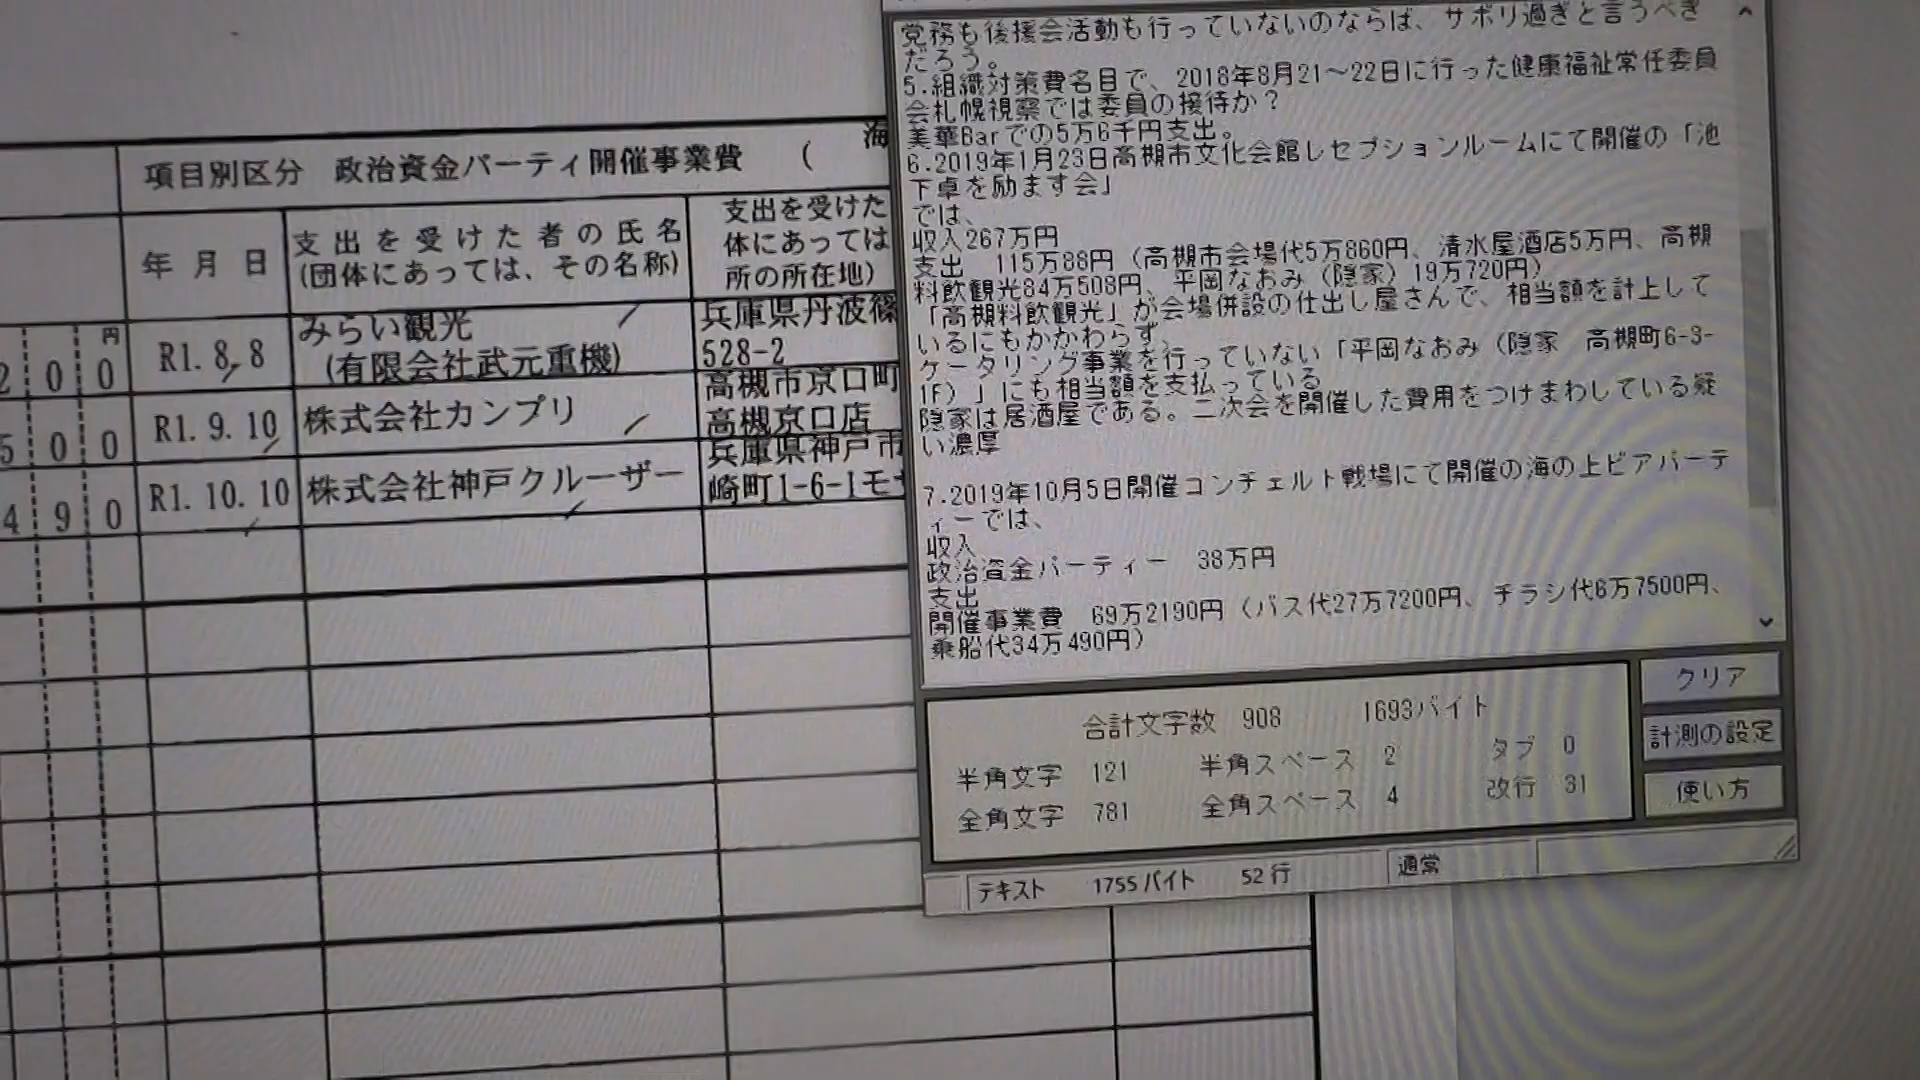 項目別区分 政治資金パーティ開催事業費 ( 海
年月日
支出を受けた者の氏名
(団体にあっては、その名称)
支出を受けた
体にあっては
所の所在地)
円
200
R1. 8. 8
みらい観光
(有限会社武元重機)
兵庫県丹波篠
528-2
500
R1. 9. 10
株式会社カンプリ
高槻市京口町
高槻京口店
490
R1. 10. 10
株式会社神戸クルーザー
兵庫県神戸市
崎町1-6-1モ
党務も後援会活動も行っていないのならば、サボり過ぎと言うべき
だろう。
5.組織対策費名目で、2018年8月21～22日に行った健康福祉常任委員
会札幌視察では委員の接待か？
美華Barでの5万6千円支出。
6.2019年1月23日高槻市文化会館レセプションルームにて開催の「池
下卓を励ます会」
では、
収入267万円
支出　115万88円（高槻市会場代5万860円、清水屋酒店5万円、高槻
料飲観光84万508円、平岡なおみ（隠家）19万720円）
「高槻料飲観光」が会場併設の仕出し屋さんで、相当額を計上して
いるにもかかわらず、
ケータリング事業を行っていない「平岡なおみ（隠家　高槻町6-3-
1F）」にも相当額を支払っている
隠家は居酒屋である。二次会を開催した費用をつけまわしている疑
い濃厚
7.2019年10月5日開催コンチェルト戦場にて開催の海の上ビアパーテ
ィーでは、
収入
政治資金パーティー　38万円
支出
開催事業費　69万2190円（バス代27万7200円、チラシ代6万7500円、
乗船代34万490円）
合計文字数 908 1693バイト
半角文字 121 半角スペース 2 タブ 0
全角文字 781 全角スペース 4 改行 31
クリア
計測の設定
使い方
テキスト 1755バイト 52行 通常